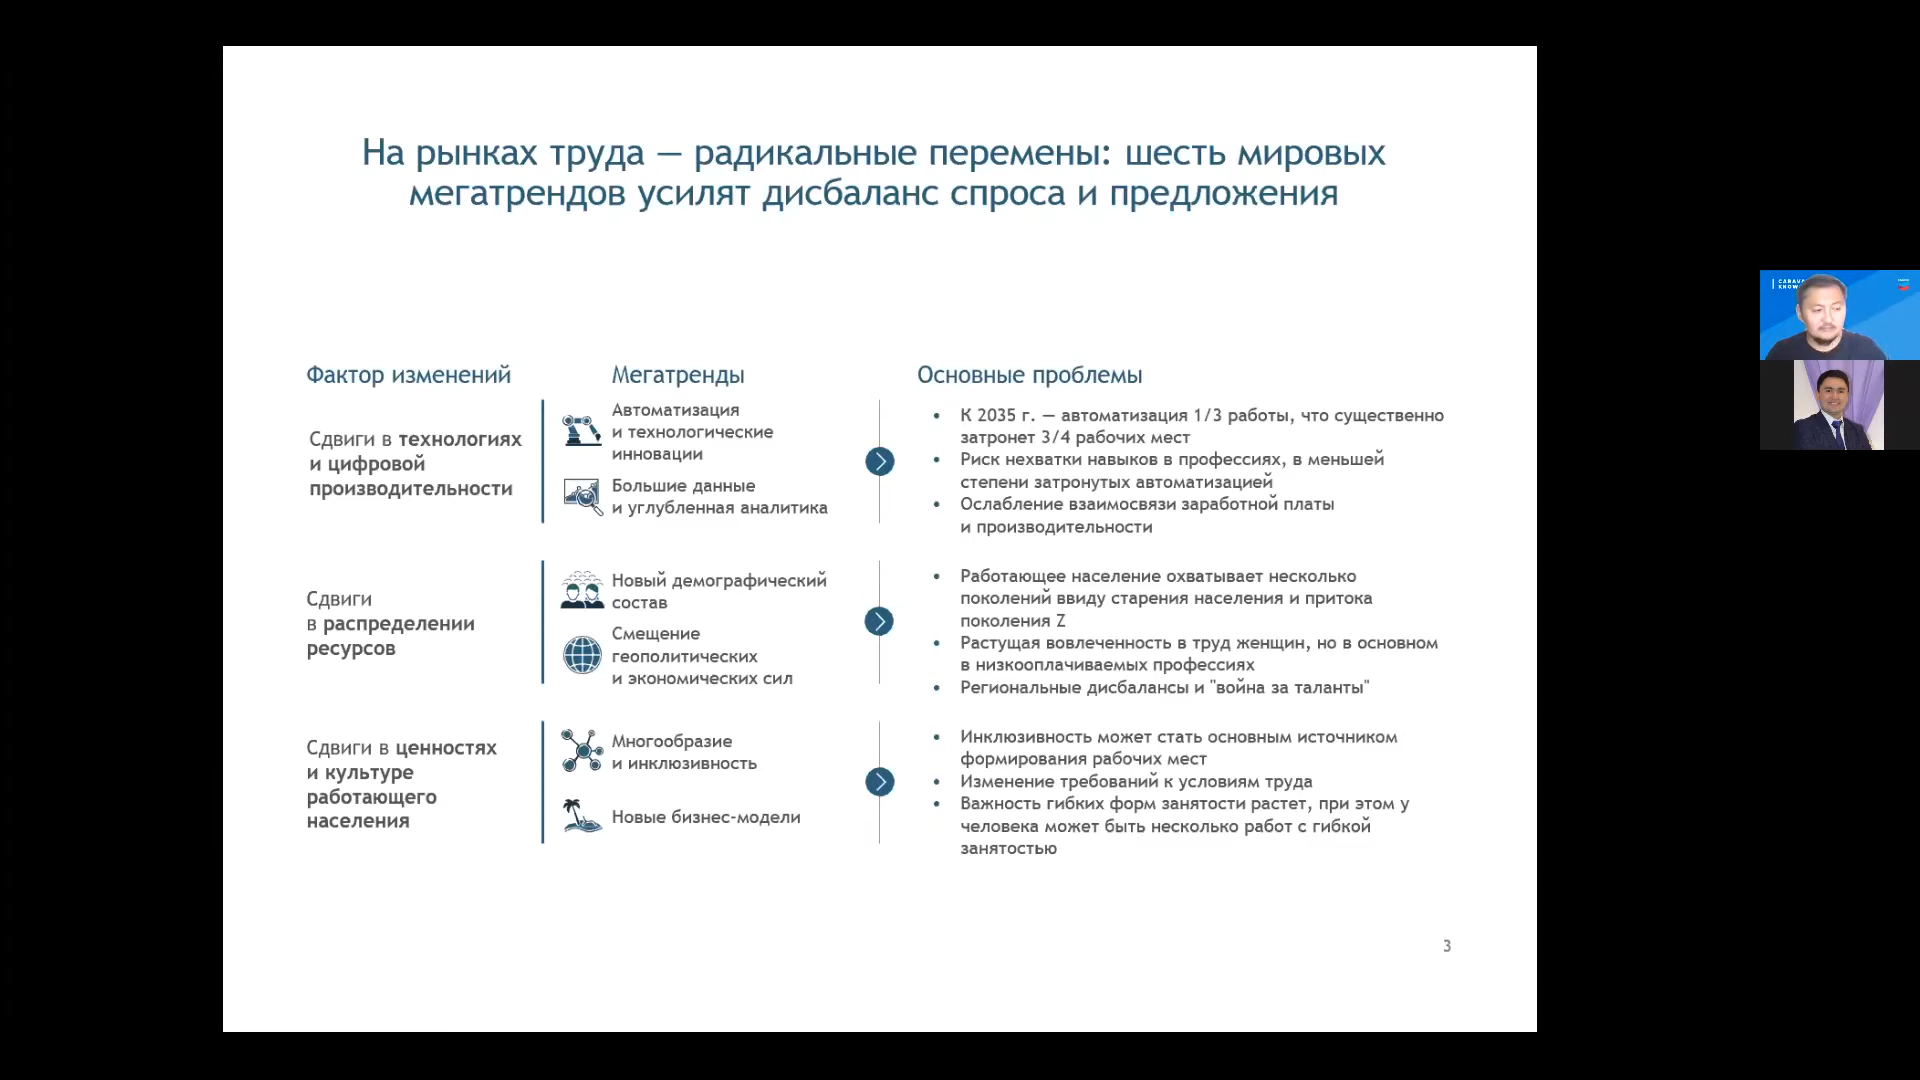 На рынках труда — радикальные перемены: шесть мировых
мегатрендов усилят дисбаланс спроса и предложения
Фактор изменений
Мегатренды
Основные проблемы
Сдвиги в технологиях
и цифровой
производительности
Автоматизация
и технологические
инновации
Большие данные
и углубленная аналитика
• К 2035 г. — автоматизация 1/3 работы, что существенно
затронет 3/4 рабочих мест
• Риск нехватки навыков в профессиях, в меньшей
степени затронутых автоматизацией
• Ослабление взаимосвязи заработной платы
и производительности
Сдвиги
в распределении
ресурсов
Новый демографический
состав
Смещение
геополитических
и экономических сил
• Работающее население охватывает несколько
поколений ввиду старения населения и притока
поколения Z
• Растущая вовлеченность в труд женщин, но в основном
в низкооплачиваемых профессиях
• Региональные дисбалансы и "война за таланты"
Сдвиги в ценностях
и культуре
работающего
населения
Многообразие
и инклюзивность
Новые бизнес-модели
• Инклюзивность может стать основным источником
формирования рабочих мест
• Изменение требований к условиям труда
• Важность гибких форм занятости растет, при этом у
человека может быть несколько работ с гибкой
занятостью
3